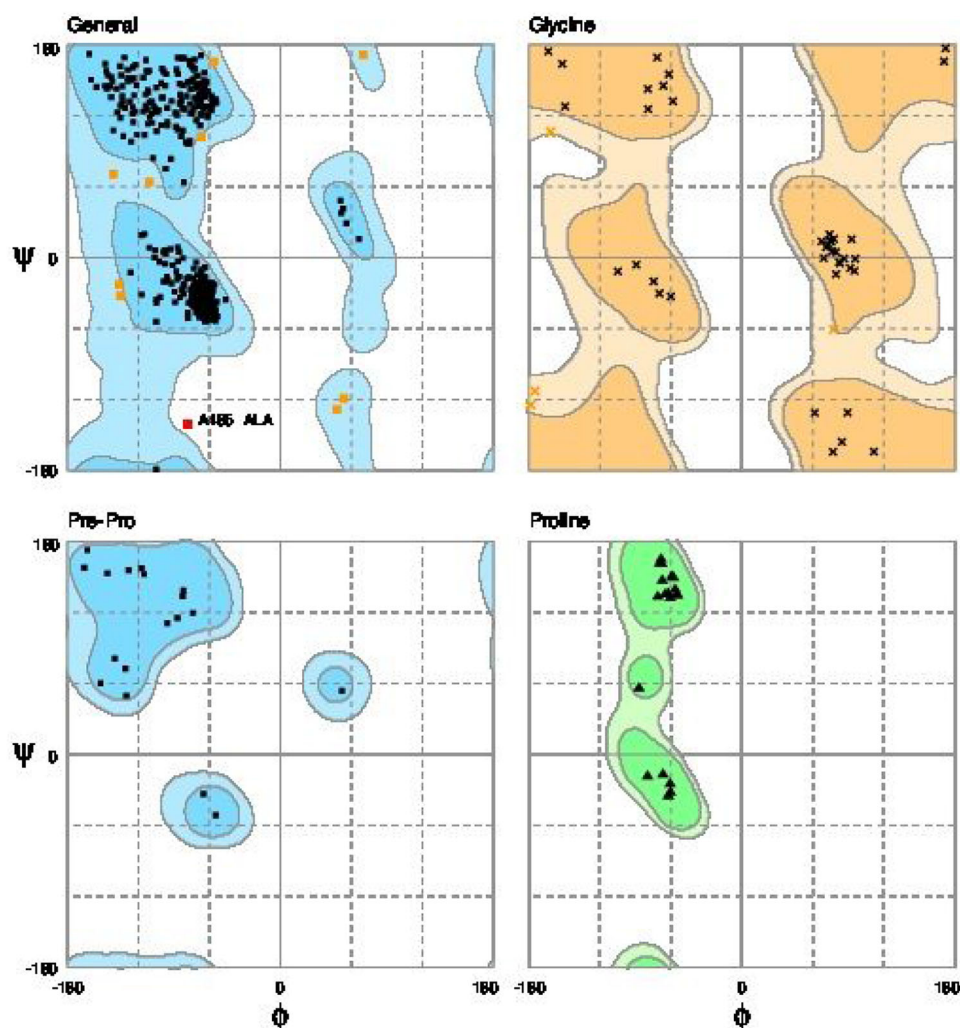 General
Glycine
180
Ψ 0
A485 ALA
-180
Pre-Pro
Proline
180
Ψ 0
-180
-180 0 180 -180 0 180
ϕ ϕ